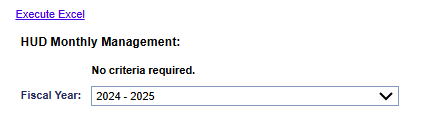 Execute Excel
HUD Monthly Management:
No criteria required.
Fiscal Year: 2024 - 2025